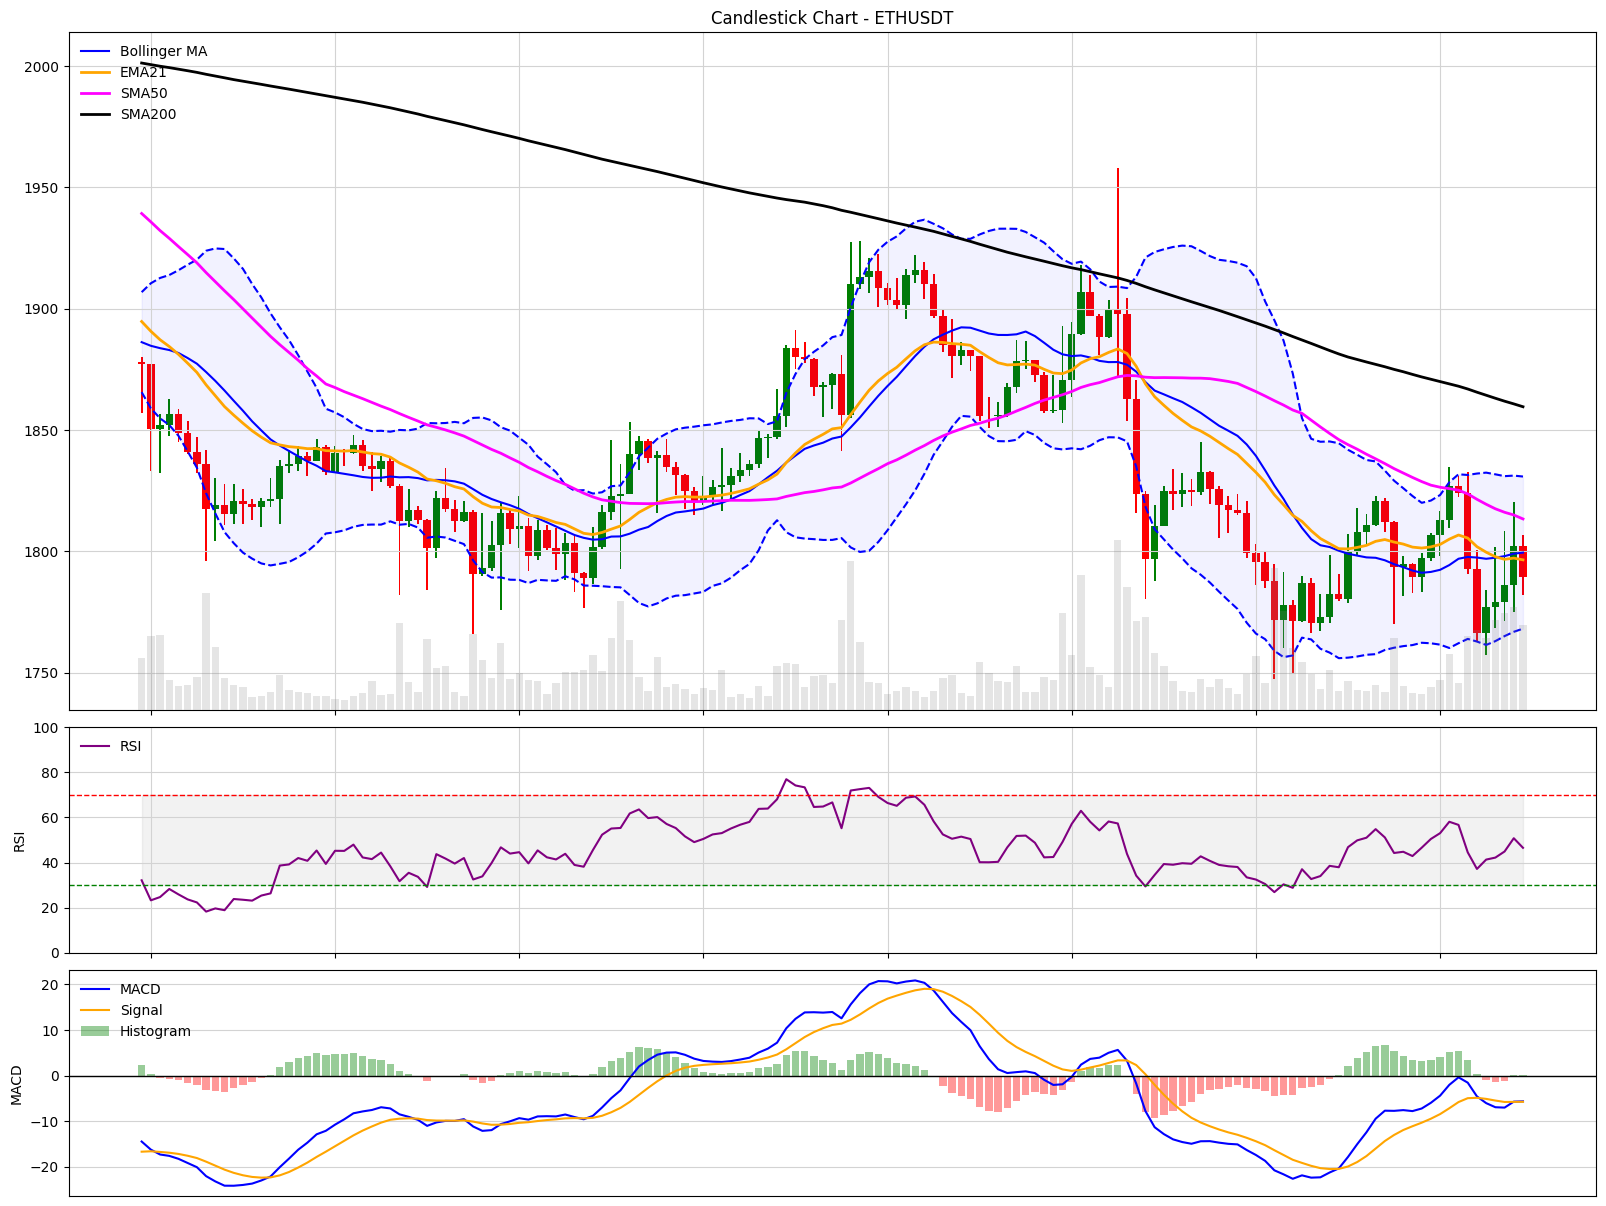 Candlestick Chart - ETHUSDT
Bollinger MA
EMA21
SMA50
SMA200
2000
1950
1900
1850
1800
1750
RSI
100
80
60
40
20
0
RSI
MACD
Signal
Histogram
20
10
0
−10
−20
MACD